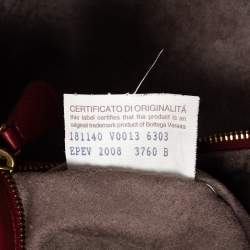 CERTIFICATO DI ORIGINALITÀ
this label certifies that the product is an
original trademark product of Bottega Veneta
181140 V0013 6303
EPEV 2008 3760 B